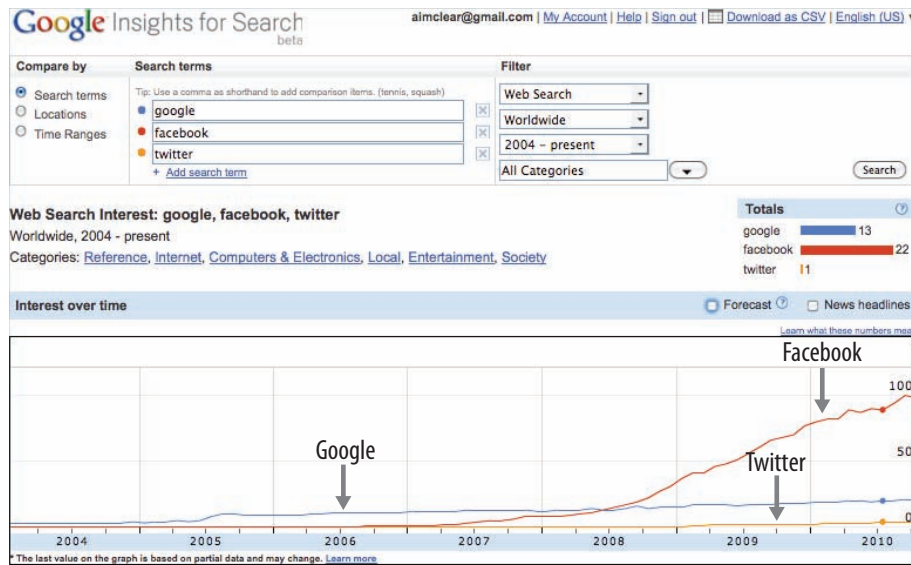 Google Insights for Search
beta
aimclear@gmail.com | My Account | Help | Sign out | Download as CSV | English (US)
Compare by
Search terms
Filter
Search terms
Locations
Time Ranges
Tip: Use a comma as shorthand to add comparison items. (tennis, squash)
google
facebook
twitter
+ Add search term
Web Search
Worldwide
2004 - present
All Categories
Search
Web Search Interest: google, facebook, twitter
Worldwide, 2004 - present
Categories: Reference, Internet, Computers & Electronics, Local, Entertainment, Society
Totals
google 13
facebook 22
twitter 1
Interest over time
Forecast
News headlines
Learn what these numbers mea
Facebook
Google
Twitter
100
50
0
2004 2005 2006 2007 2008 2009 2010
* The last value on the graph is based on partial data and may change. Learn more